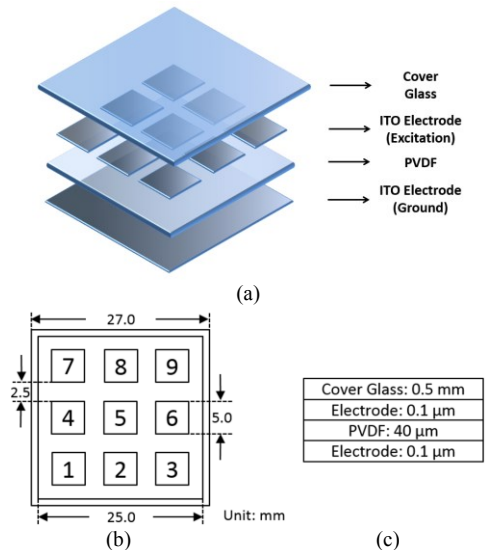 Cover
Glass
ITO Electrode
(Excitation)
PVDF
ITO Electrode
(Ground)
(a)
27.0
7 8 9
2.5
4 5 6
5.0
1 2 3
25.0
Unit: mm
(b)
Cover Glass: 0.5 mm
Electrode: 0.1 μm
PVDF: 40 μm
Electrode: 0.1 μm
(c)